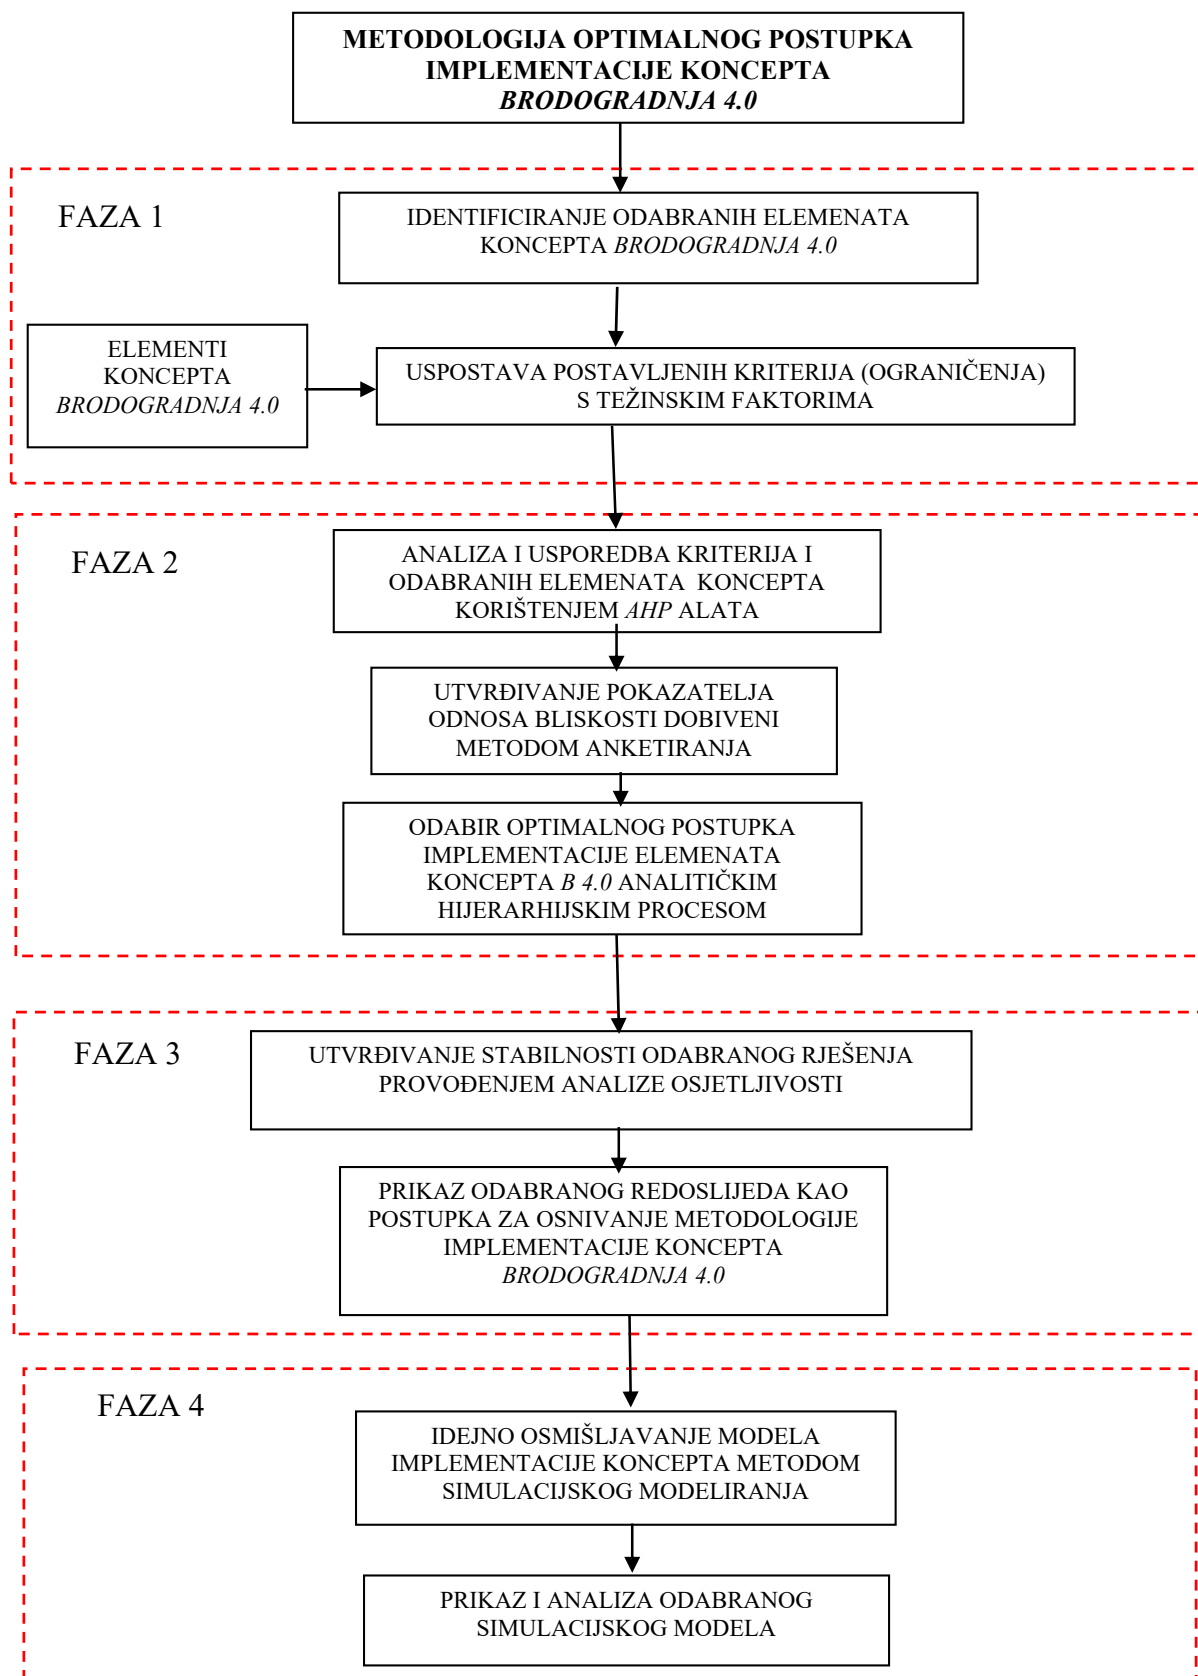 METODOLOGIJA OPTIMALNOG POSTUPKA
IMPLEMENTACIJE KONCEPTA
BRODOGRADNJA 4.0
FAZA 1
IDENTIFICIRANJE ODABRANIH ELEMENATA
KONCEPTA BRODOGRADNJA 4.0
ELEMENTI
KONCEPTA
BRODOGRADNJA 4.0
USPOSTAVA POSTAVLJENIH KRITERIJA (OGRANIČENJA)
S TEŽINSKIM FAKTORIMA
FAZA 2
ANALIZA I USPOREDBA KRITERIJA I
ODABRANIH ELEMENATA KONCEPTA
KORIŠTENJEM AHP ALATA
UTVRĐIVANJE POKAZATELJA
ODNOSA BLISKOSTI DOBIVENI
METODOM ANKETIRANJA
ODABIR OPTIMALNOG POSTUPKA
IMPLEMENTACIJE ELEMENATA
KONCEPTA B 4.0 ANALITIČKIM
HIJERARHIJSKIM PROCESOM
FAZA 3
UTVRĐIVANJE STABILNOSTI ODABRANOG RJEŠENJA
PROVOĐENJEM ANALIZE OSJETLJIVOSTI
PRIKAZ ODABRANOG REDOSLIJEDA KAO
POSTUPKA ZA OSNIVANJE METODOLOGIJE
IMPLEMENTACIJE KONCEPTA
BRODOGRADNJA 4.0
FAZA 4
IDEJNO OSMIŠLJAVANJE MODELA
IMPLEMENTACIJE KONCEPTA METODOM
SIMULACIJSKOG MODELIRANJA
PRIKAZ I ANALIZA ODABRANOG
SIMULACIJSKOG MODELA